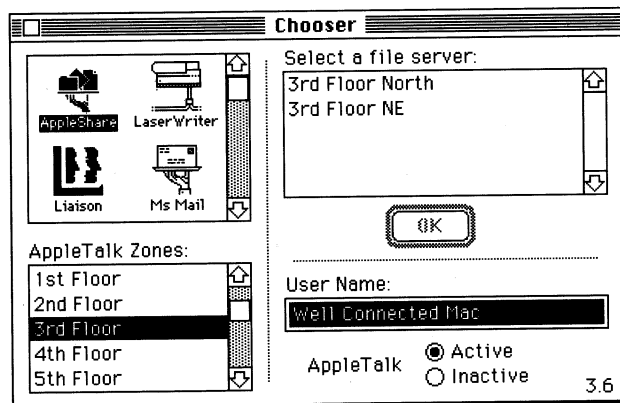 Chooser
AppleShare
LaserWriter
Liaison
Ms Mail
AppleTalk Zones:
1st Floor
2nd Floor
3rd Floor
4th Floor
5th Floor
Select a file server:
3rd Floor North
3rd Floor NE
OK
User Name:
Well Connected Mac
AppleTalk
Active
Inactive
3.6